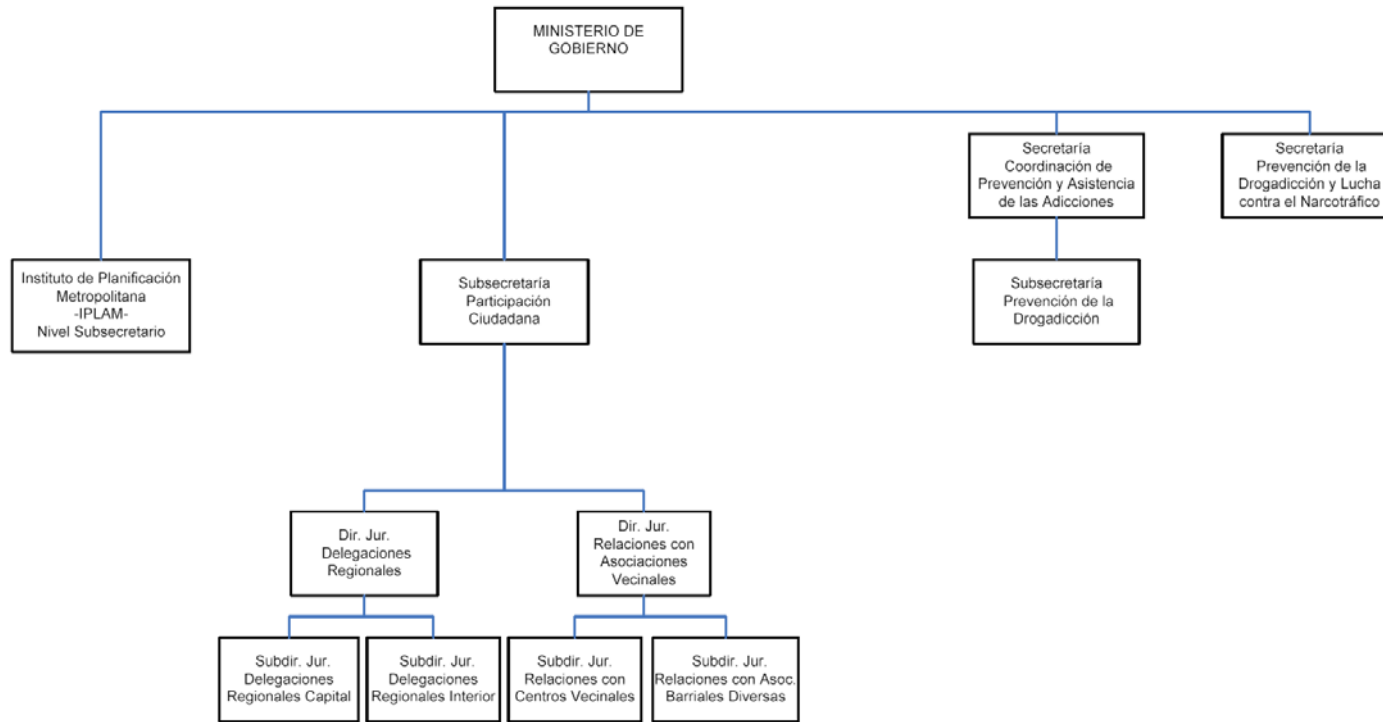 MINISTERIO DE
GOBIERNO
Secretaría
Coordinación de
Prevención y Asistencia
de las Adicciones
Secretaría
Prevención de la
Drogadicción y Lucha
contra el Narcotráfico
Instituto de Planificación
Metropolitana
-IPLAM-
Nivel Subsecretario
Subsecretaría
Participación
Ciudadana
Subsecretaría
Prevención de la
Drogadicción
Dir. Jur.
Delegaciones
Regionales
Dir. Jur.
Relaciones con
Asociaciones
Vecinales
Subdir. Jur.
Delegaciones
Regionales Capital
Subdir. Jur.
Delegaciones
Regionales Interior
Subdir. Jur.
Relaciones con
Centros Vecinales
Subdir. Jur.
Relaciones con Asoc.
Barriales Diversas